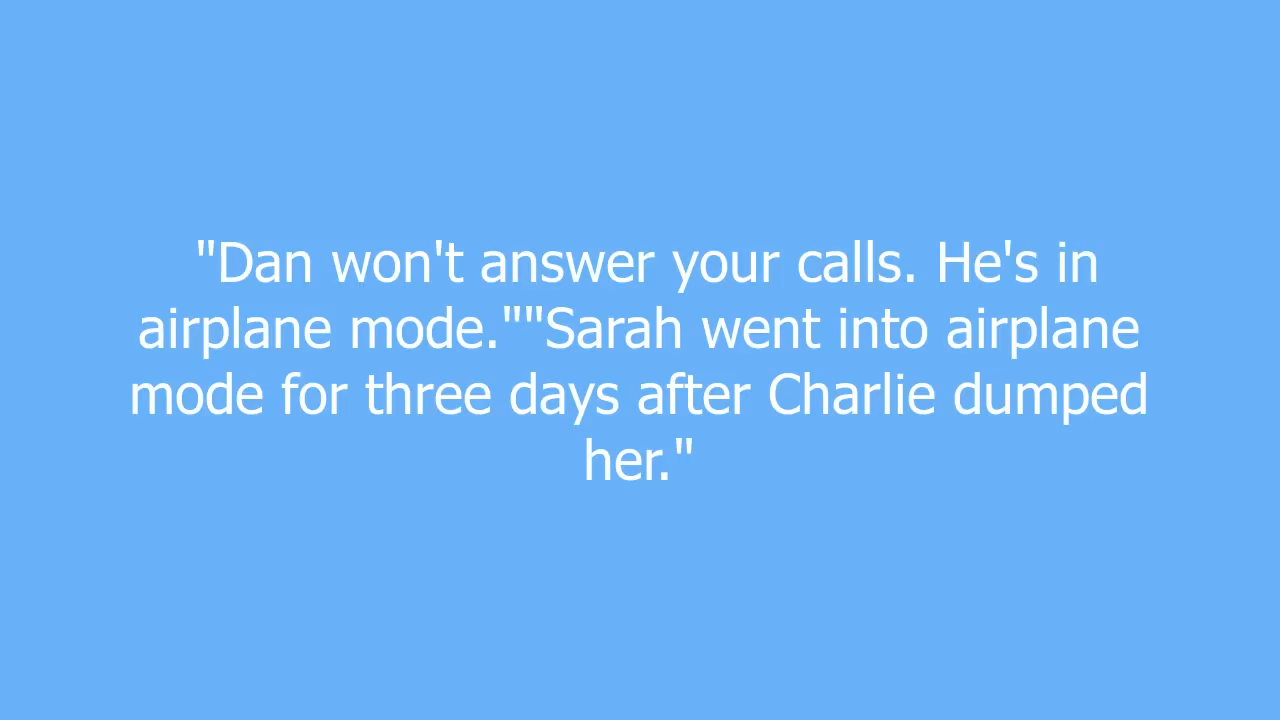 "Dan won't answer your calls. He's in
airplane mode.""Sarah went into airplane
mode for three days after Charlie dumped
her."